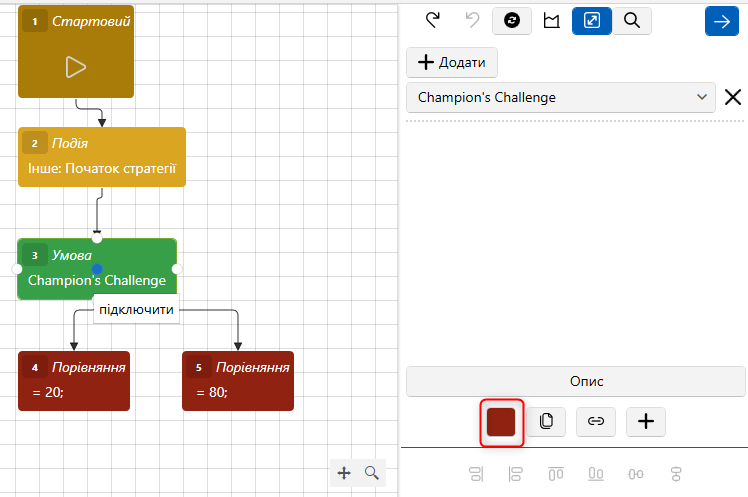 1 Стартовий
2 Подія
Інше: Початок стратегії
3 Умова
Champion's Challenge
підключити
4 Порівняння
= 20;
5 Порівняння
= 80;
Додати
Champion's Challenge
Опис